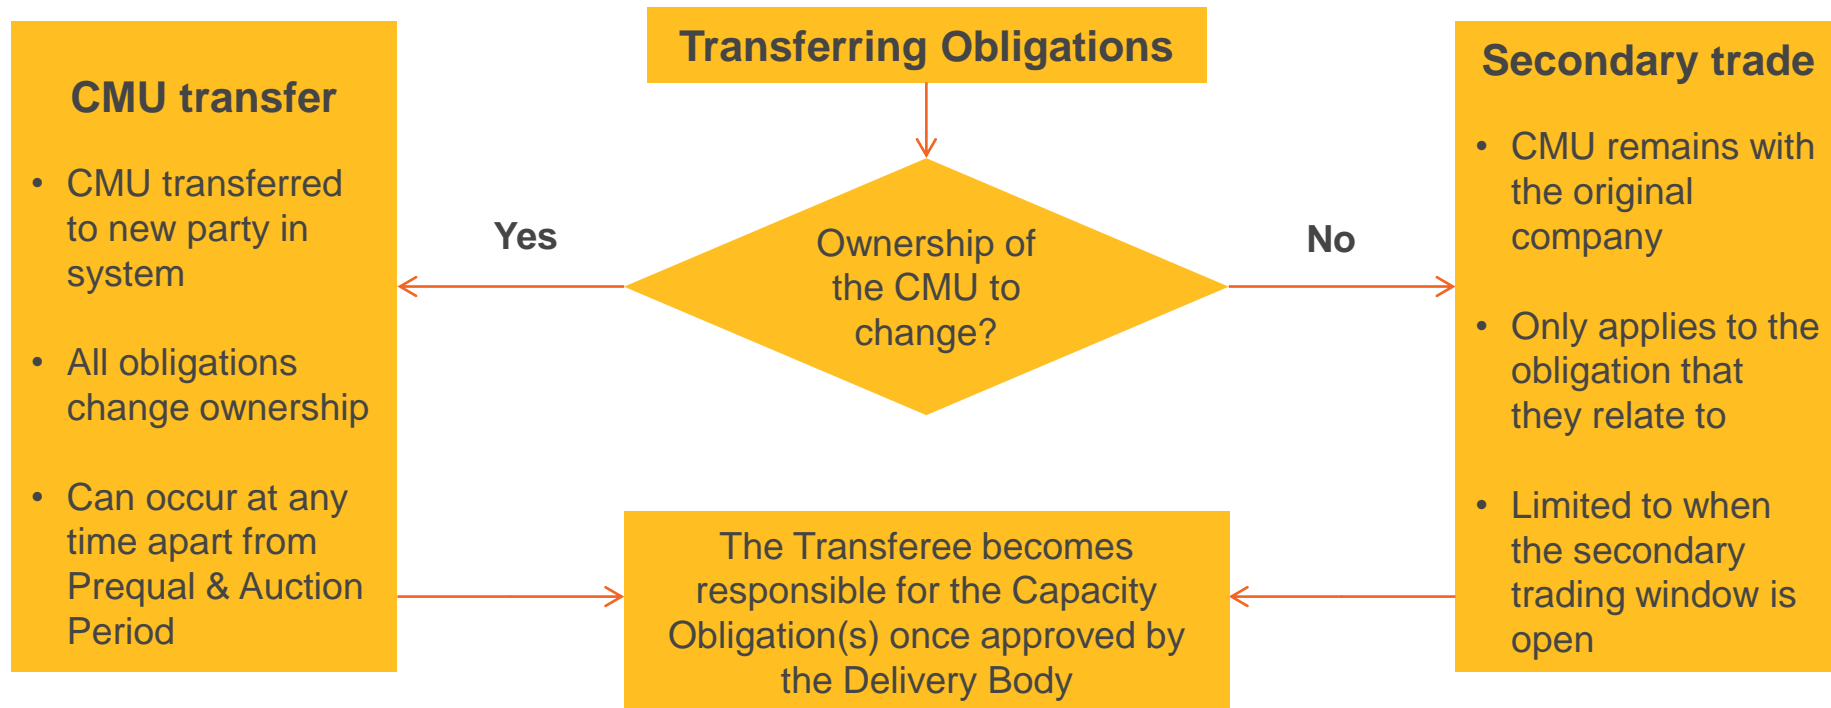 Transferring Obligations
CMU transfer
• CMU transferred
to new party in
system
• All obligations
change ownership
• Can occur at any
time apart from
Prequal & Auction
Period
Yes
Ownership of
the CMU to
change?
No
Secondary trade
• CMU remains with
the original
company
• Only applies to the
obligation that
they relate to
• Limited to when
the secondary
trading window is
open
The Transferee becomes
responsible for the Capacity
Obligation(s) once approved by
the Delivery Body